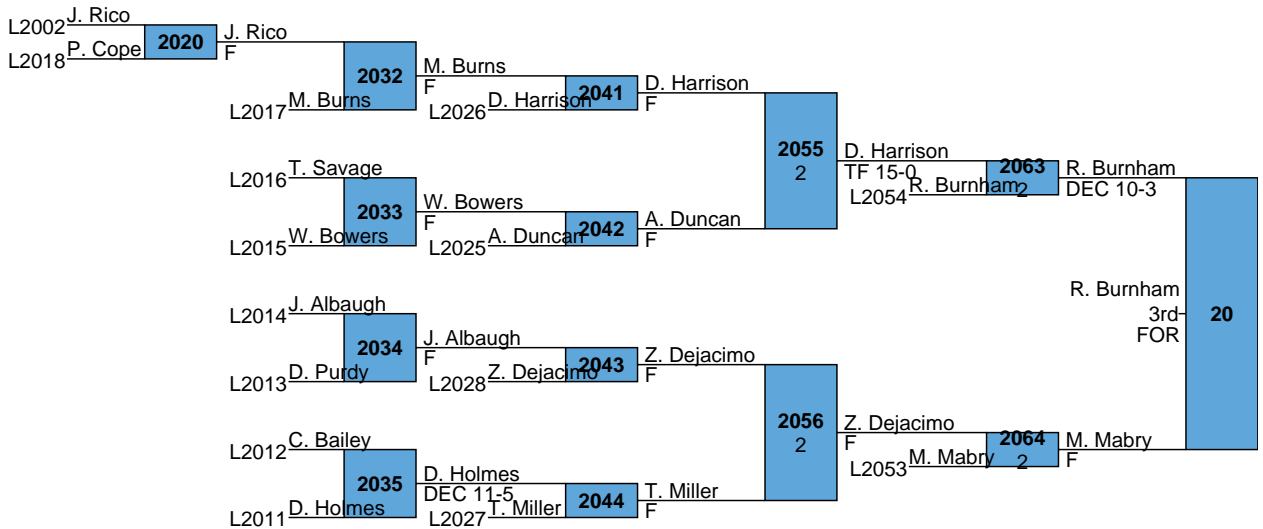 J. Rico
L2002
2020
P. Cope
L2018
J. Rico
F
2032
M. Burns
L2017
M. Burns
F
2041
D. Harrison
L2026
D. Harrison
F
T. Savage
L2016
2033
W. Bowers
L2015
W. Bowers
F
2042
A. Duncan
L2025
A. Duncan
F
2055
2
D. Harrison
TF 15-0
2063
2
R. Burnham
L2054
R. Burnham
DEC 10-3
J. Albaugh
L2014
2034
D. Purdy
L2013
J. Albaugh
F
2043
Z. Dejacimo
L2028
Z. Dejacimo
F
C. Bailey
L2012
2035
D. Holmes
L2011
D. Holmes
DEC 11-5
2044
T. Miller
L2027
T. Miller
F
2056
2
Z. Dejacimo
F
2064
2
M. Mabry
L2053
M. Mabry
F
R. Burnham
3rd
FOR
20